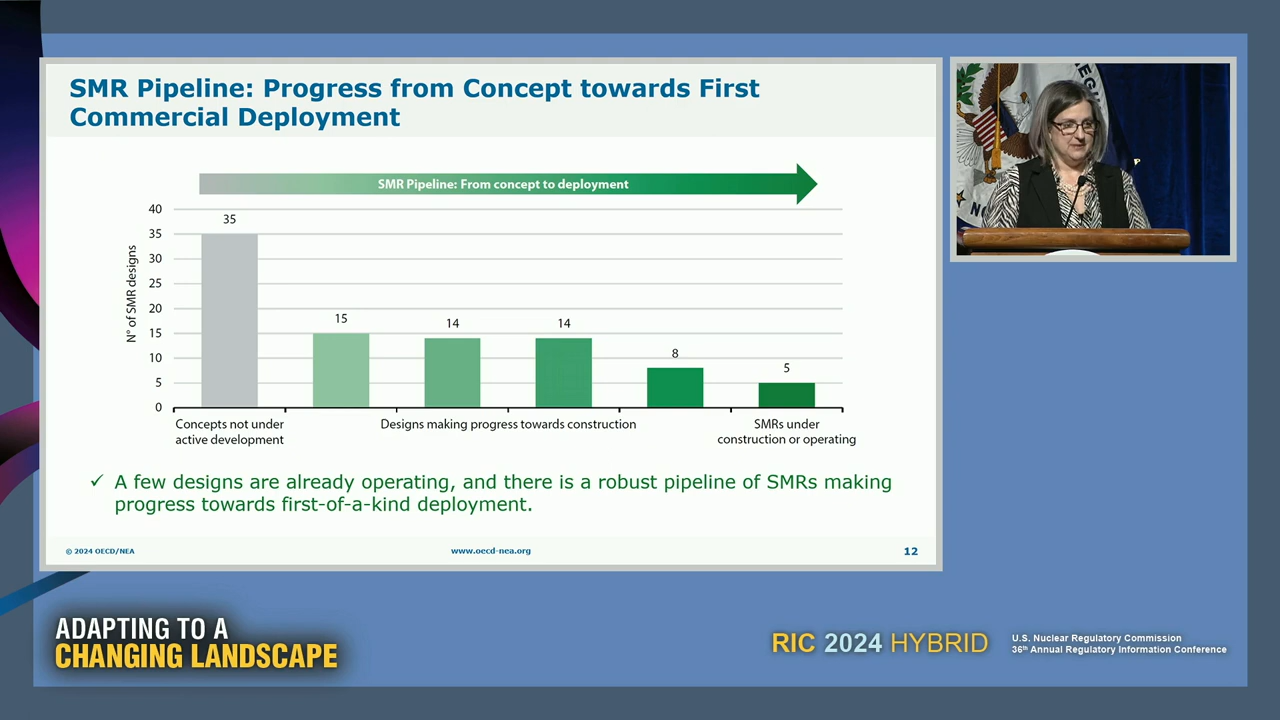 SMR Pipeline: Progress from Concept towards First
Commercial Deployment
SMR Pipeline: From concept to deployment
N° of SMR designs
40
35
30
25
20
15
10
5
0
35
15
14
14
8
5
Concepts not under
active development
Designs making progress towards construction
SMRs under
construction or operating
✓ A few designs are already operating, and there is a robust pipeline of SMRs making
progress towards first-of-a-kind deployment.
© 2024 OECD/NEA
www.oecd-nea.org
12
ADAPTING TO A
CHANGING LANDSCAPE
RIC 2024 HYBRID
U.S. Nuclear Regulatory Commission
36th Annual Regulatory Information Conference